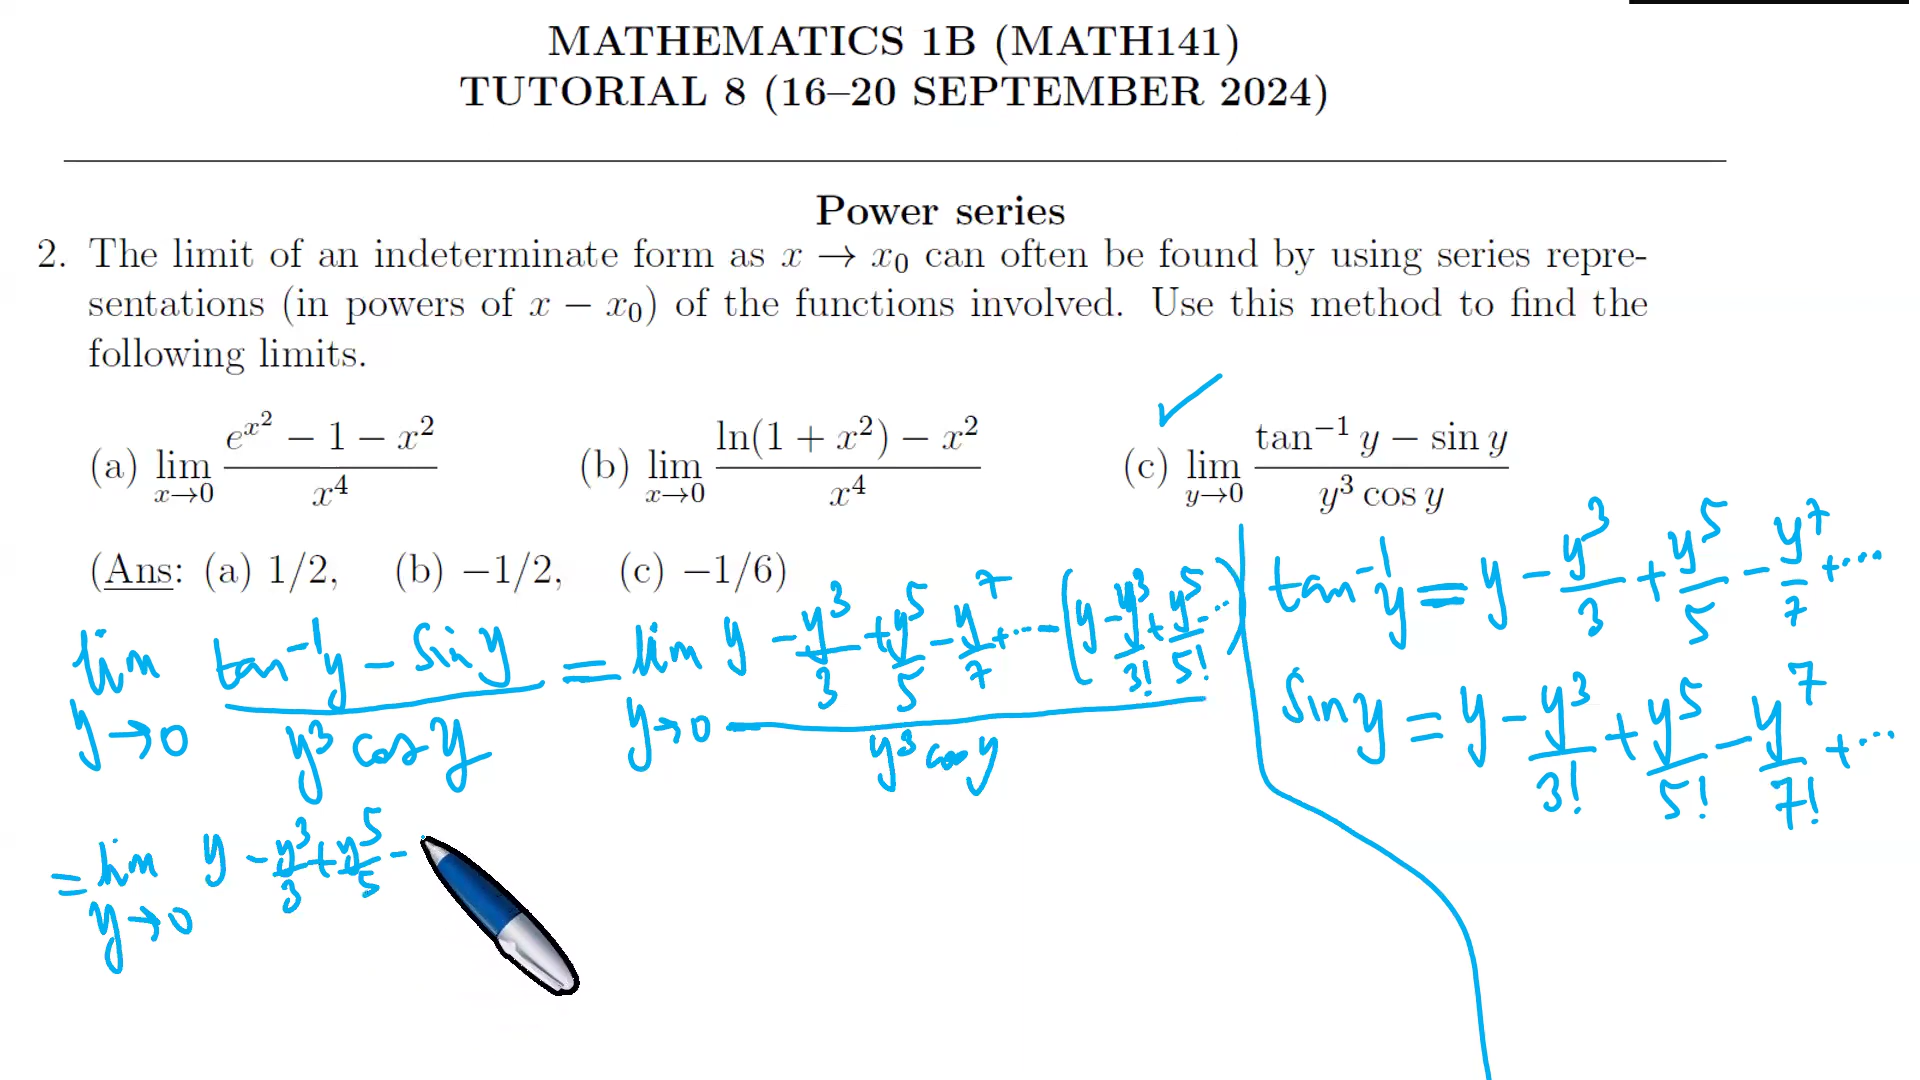 MATHEMATICS 1B (MATH141)
TUTORIAL 8 (16–20 SEPTEMBER 2024)
Power series
2. The limit of an indeterminate form as x → x₀ can often be found by using series repre-
sentations (in powers of x − x₀) of the functions involved. Use this method to find the
following limits.
(a) lim_{x→0} (e^{x²} − 1 − x²)/x⁴ (b) lim_{x→0} (ln(1 + x²) − x²)/x⁴ (c) lim_{y→0} (tan⁻¹ y − sin y)/(y³ cos y)
(Ans: (a) 1/2, (b) −1/2, (c) −1/6)
lim_{y→0} (tan⁻¹y − sin y)/(y³ cos y) = lim_{y→0} (y − y³/3 + y⁵/5 − y⁷/7 + ··· − (y − y³/3! + y⁵/5! ...))/(y³ cos y)
tan⁻¹y = y − y³/3 + y⁵/5 − y⁷/7 + ····
sin y = y − y³/3! + y⁵/5! − y⁷/7! + ···
= lim_{y→0} y − y³/3 + y⁵/5 −